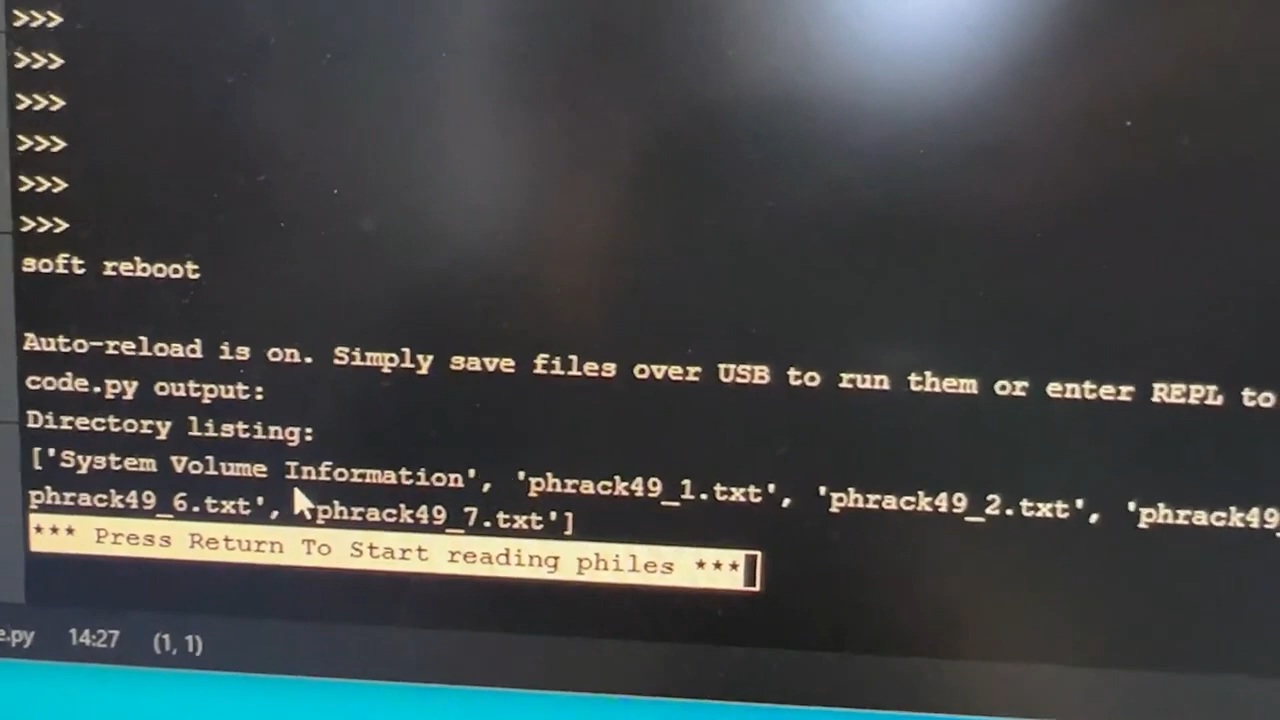 >>>
>>>
>>>
>>>
>>>
>>>
soft reboot
Auto-reload is on. Simply save files over USB to run them or enter REPL to
code.py output:
Directory listing:
['System Volume Information', 'phrack49_1.txt', 'phrack49_2.txt', 'phrack49_
phrack49_6.txt', 'phrack49_7.txt']
*** Press Return To Start reading philes ***
e.py 14:27 (1, 1)